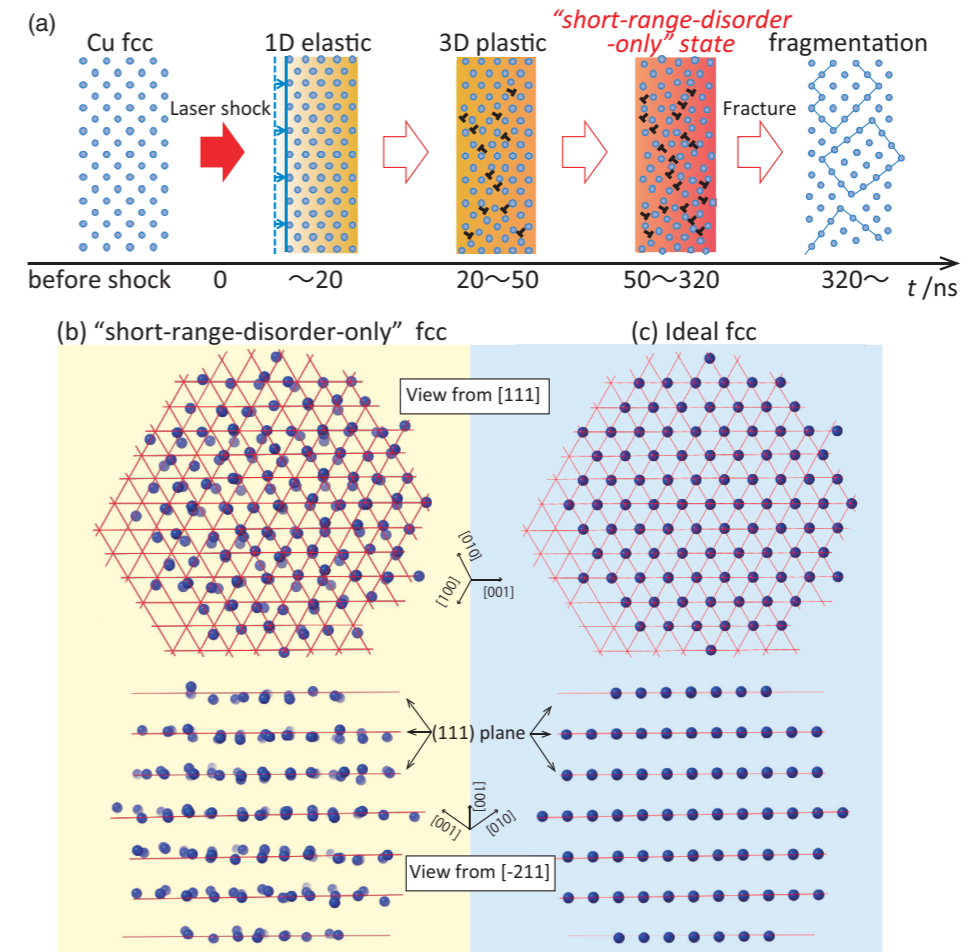 (a)
Cu fcc
1D elastic
3D plastic
“short-range-disorder
-only” state
fragmentation
Laser shock
Fracture
before shock
0
～20
20～50
50～320
320～
t /ns
(b) “short-range-disorder-only” fcc
(c) Ideal fcc
View from [111]
[010]
[100]
[001]
(111) plane
[100]
[001]
[010]
View from [-211]